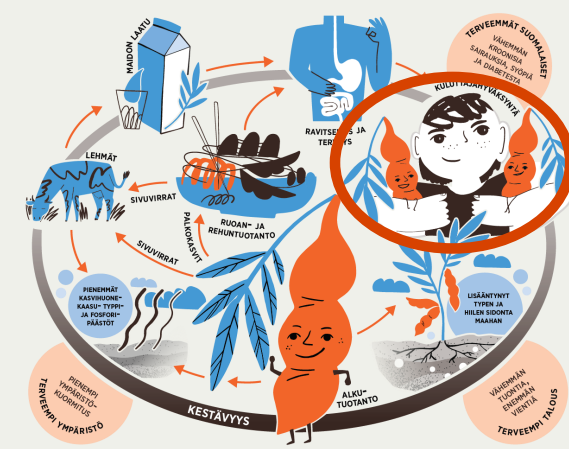 MAIDON LAATU
TERVEEMMÄT SUOMALAISET
VÄHEMMÄN
KROONISIA
SAIRAUKSIA, SYÖPIÄ
JA DIABETESTA
KULUTTAJAHYVÄKSYNTÄ
RAVITSEMUS JA
TERVEYS
LEHMÄT
SIVUVIRRAT
RUOAN- JA
REHUNTUOTANTO
PALKOKASVIT
SIVUVIRRAT
PIENEMMÄT
KASVIHUONE-
KAASU- TYPPI-
JA FOSFORI-
PÄÄSTÖT
LISÄÄNTYNYT
TYPEN JA
HIILEN SIDONTA
MAAHAN
PIENEMPI
YMPÄRISTÖ-
KUORMITUS
TERVEEMPI YMPÄRISTÖ
KESTÄVYYS
ALKU-
TUOTANTO
VÄHEMMÄN
TUONTIA,
ENEMMÄN
VIENTIÄ
TERVEEMPI TALOUS